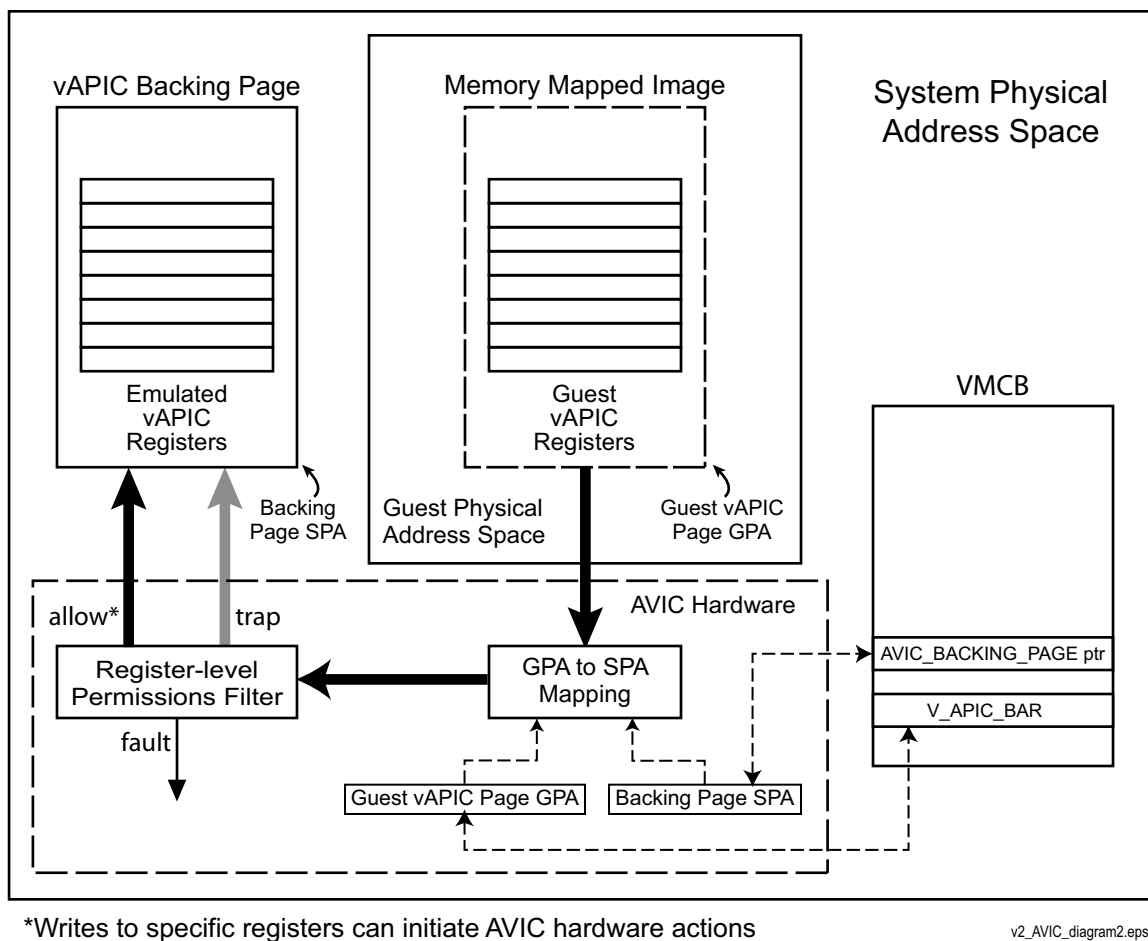 vAPIC Backing Page
Memory Mapped Image
System Physical
Address Space
Emulated
vAPIC
Registers
Guest
vAPIC
Registers
VMCB
Backing
Page SPA
Guest Physical
Address Space
Guest vAPIC
Page GPA
allow*
trap
AVIC Hardware
Register-level
Permissions Filter
GPA to SPA
Mapping
AVIC_BACKING_PAGE ptr
V_APIC_BAR
fault
Guest vAPIC Page GPA
Backing Page SPA
*Writes to specific registers can initiate AVIC hardware actions
v2_AVIC_diagram2.eps